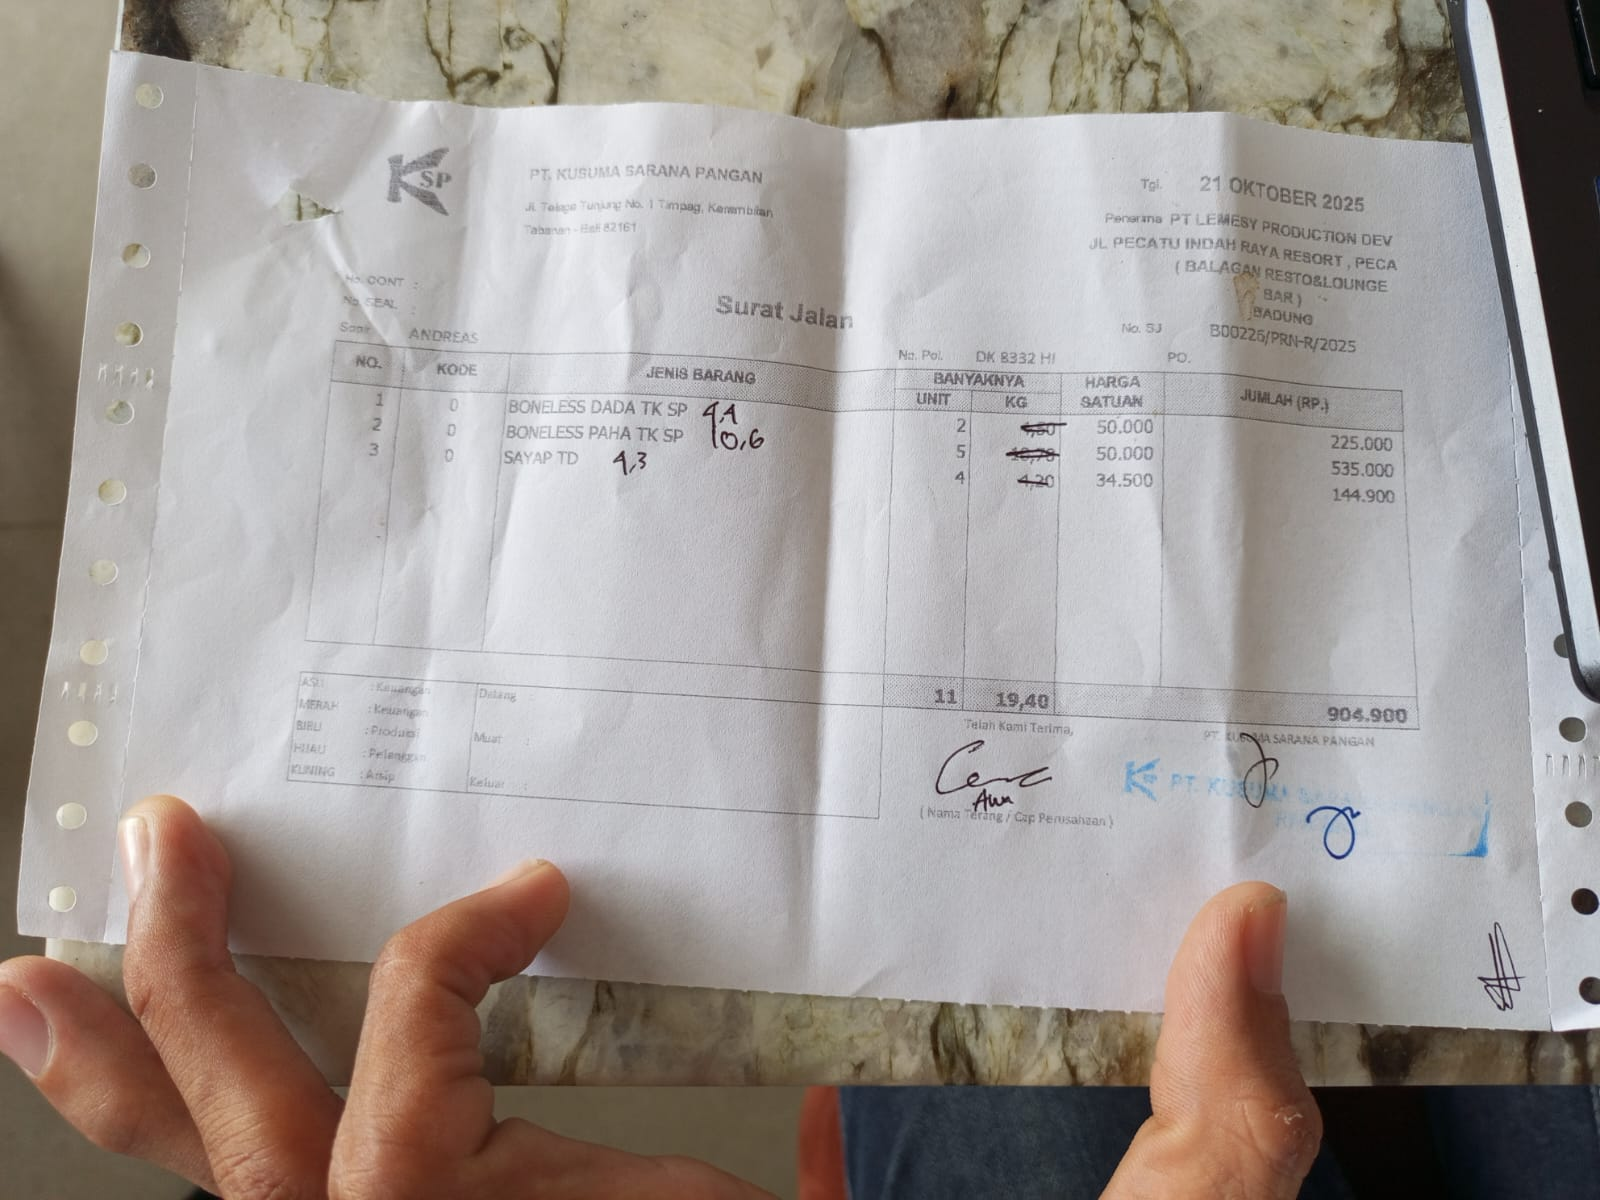 KSP
PT. KUSUMA SARANA PANGAN
Jl. Telaga Tunjung No. 1 Timpag, Kerambitan
Tabanan - Bali 82161
Tgl. 21 OKTOBER 2025
Penerima PT LEMESY PRODUCTION DEV
JL PECATU INDAH RAYA RESORT , PECA
( BALAGAN RESTO&LOUNGE
BAR )
BADUNG
No. CONT :
No. SEAL :
Surat Jalan
No. SJ B00226/PRN-R/2025
Supir ANDREAS
No. Pol. DK 8332 HI
PO.
NO. KODE JENIS BARANG BANYAKNYA HARGA SATUAN JUMLAH (RP.)
UNIT KG
1 0 BONELESS DADA TK SP 4,4 2 4,50 50.000 225.000
2 0 BONELESS PAHA TK SP 10,6 5 50.000 535.000
3 0 SAYAP TD 4,3 4 4,20 34.500 144.900
11 19,40 904.900
ASLI : Keuangan
MERAH : Keuangan
BIRU : Produksi
HIJAU : Pelanggan
KUNING : Arsip
Datang :
Muat :
Keluar :
Telah Kami Terima,
( Nama Terang / Cap Perusahaan )
PT. KUSUMA SARANA PANGAN